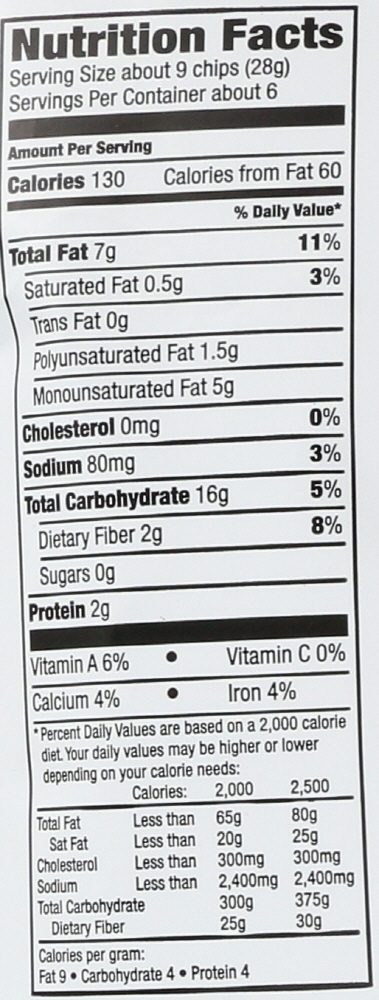 Nutrition Facts
Serving Size about 9 chips (28g)
Servings Per Container about 6
Amount Per Serving
Calories 130 Calories from Fat 60
% Daily Value*
Total Fat 7g 11%
Saturated Fat 0.5g 3%
Trans Fat 0g
Polyunsaturated Fat 1.5g
Monounsaturated Fat 5g
Cholesterol 0mg 0%
Sodium 80mg 3%
Total Carbohydrate 16g 5%
Dietary Fiber 2g 8%
Sugars 0g
Protein 2g
Vitamin A 6% • Vitamin C 0%
Calcium 4% • Iron 4%
*Percent Daily Values are based on a 2,000 calorie
diet. Your daily values may be higher or lower
depending on your calorie needs:
Calories: 2,000 2,500
Total Fat Less than 65g 80g
Sat Fat Less than 20g 25g
Cholesterol Less than 300mg 300mg
Sodium Less than 2,400mg 2,400mg
Total Carbohydrate 300g 375g
Dietary Fiber 25g 30g
Calories per gram:
Fat 9 • Carbohydrate 4 • Protein 4